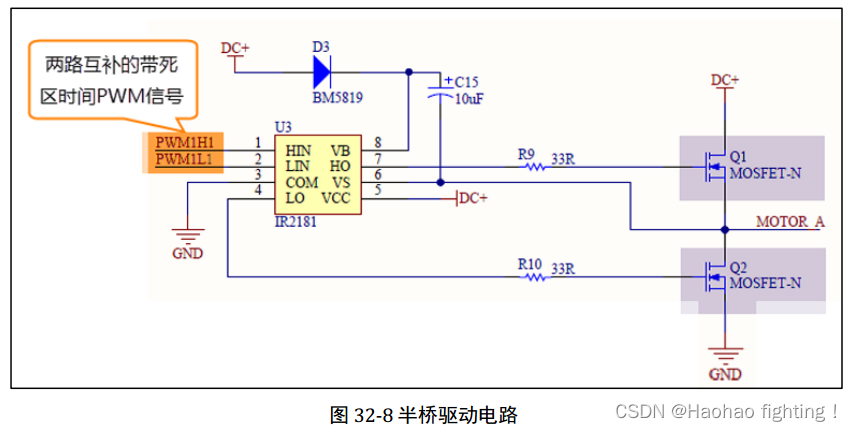 两路互补的带死
区时间PWM信号
DC+
D3
BM5819
C15
10uF
DC+
U3
PWM1H1
PWM1L1
1
2
3
4
HIN
LIN
COM
LO
VB
HO
VS
VCC
8
7
6
5
IR2181
DC+
GND
R9
33R
Q1
MOSFET-N
MOTOR_A
R10
33R
Q2
MOSFET-N
GND
图 32-8 半桥驱动电路
CSDN @Haohao fighting！